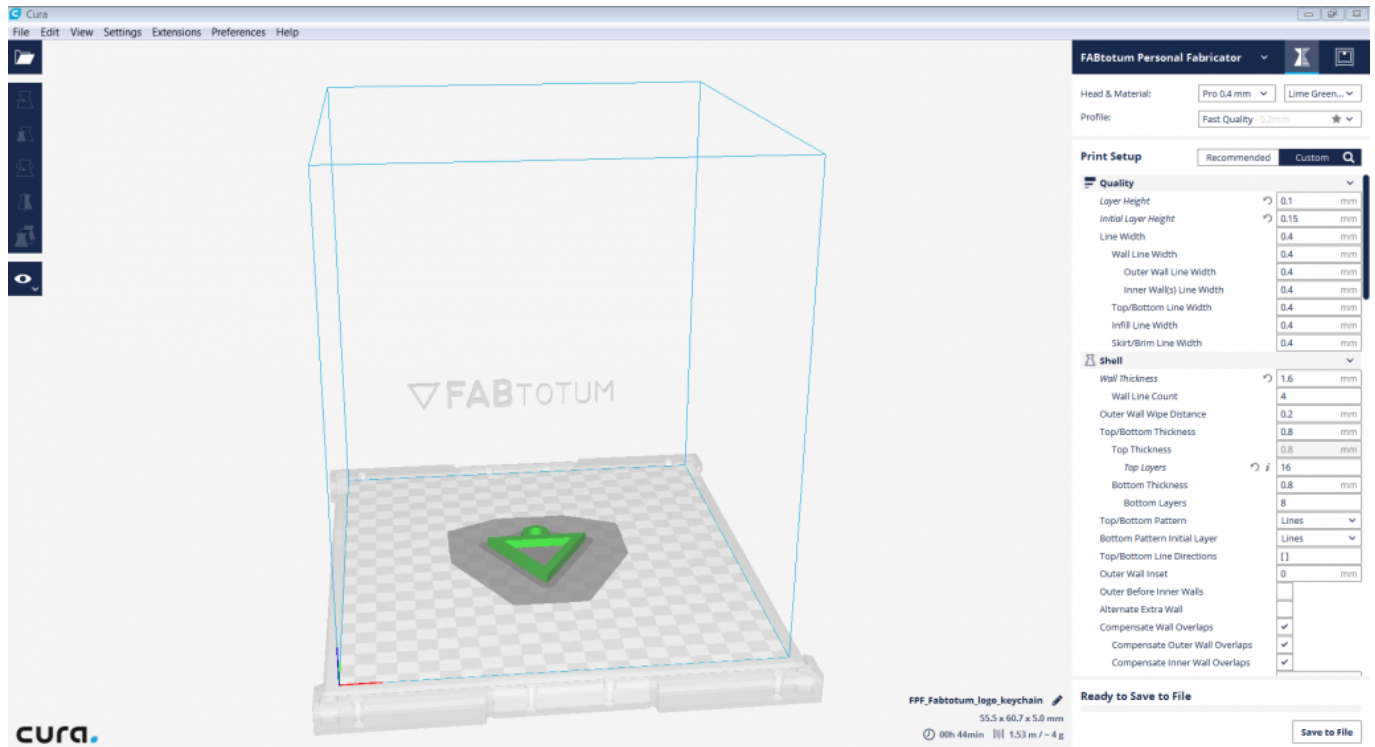 Cura
File Edit View Settings Extensions Preferences Help
FABtotum Personal Fabricator
Head & Material: Pro 0.4 mm Lime Green...
Profile: Fast Quality - 0.2mm
Print Setup Recommended Custom
Quality
Layer Height 0.1 mm
Initial Layer Height 0.15 mm
Line Width 0.4 mm
Wall Line Width 0.4 mm
Outer Wall Line Width 0.4 mm
Inner Wall(s) Line Width 0.4 mm
Top/Bottom Line Width 0.4 mm
Infill Line Width 0.4 mm
Skirt/Brim Line Width 0.4 mm
Shell
Wall Thickness 1.6 mm
Wall Line Count 4
Outer Wall Wipe Distance 0.2 mm
Top/Bottom Thickness 0.8 mm
Top Thickness 0.8 mm
Top Layers i 16
Bottom Thickness 0.8 mm
Bottom Layers 8
Top/Bottom Pattern Lines
Bottom Pattern Initial Layer Lines
Top/Bottom Line Directions []
Outer Wall Inset 0 mm
Outer Before Inner Walls
Alternate Extra Wall
Compensate Wall Overlaps
Compensate Outer Wall Overlaps
Compensate Inner Wall Overlaps
FABTOTUM
FPF_Fabtotum_logo_keychain
55.5 x 60.7 x 5.0 mm
00h 44min 1.53 m / ~ 4 g
Ready to Save to File
Save to File
cura.